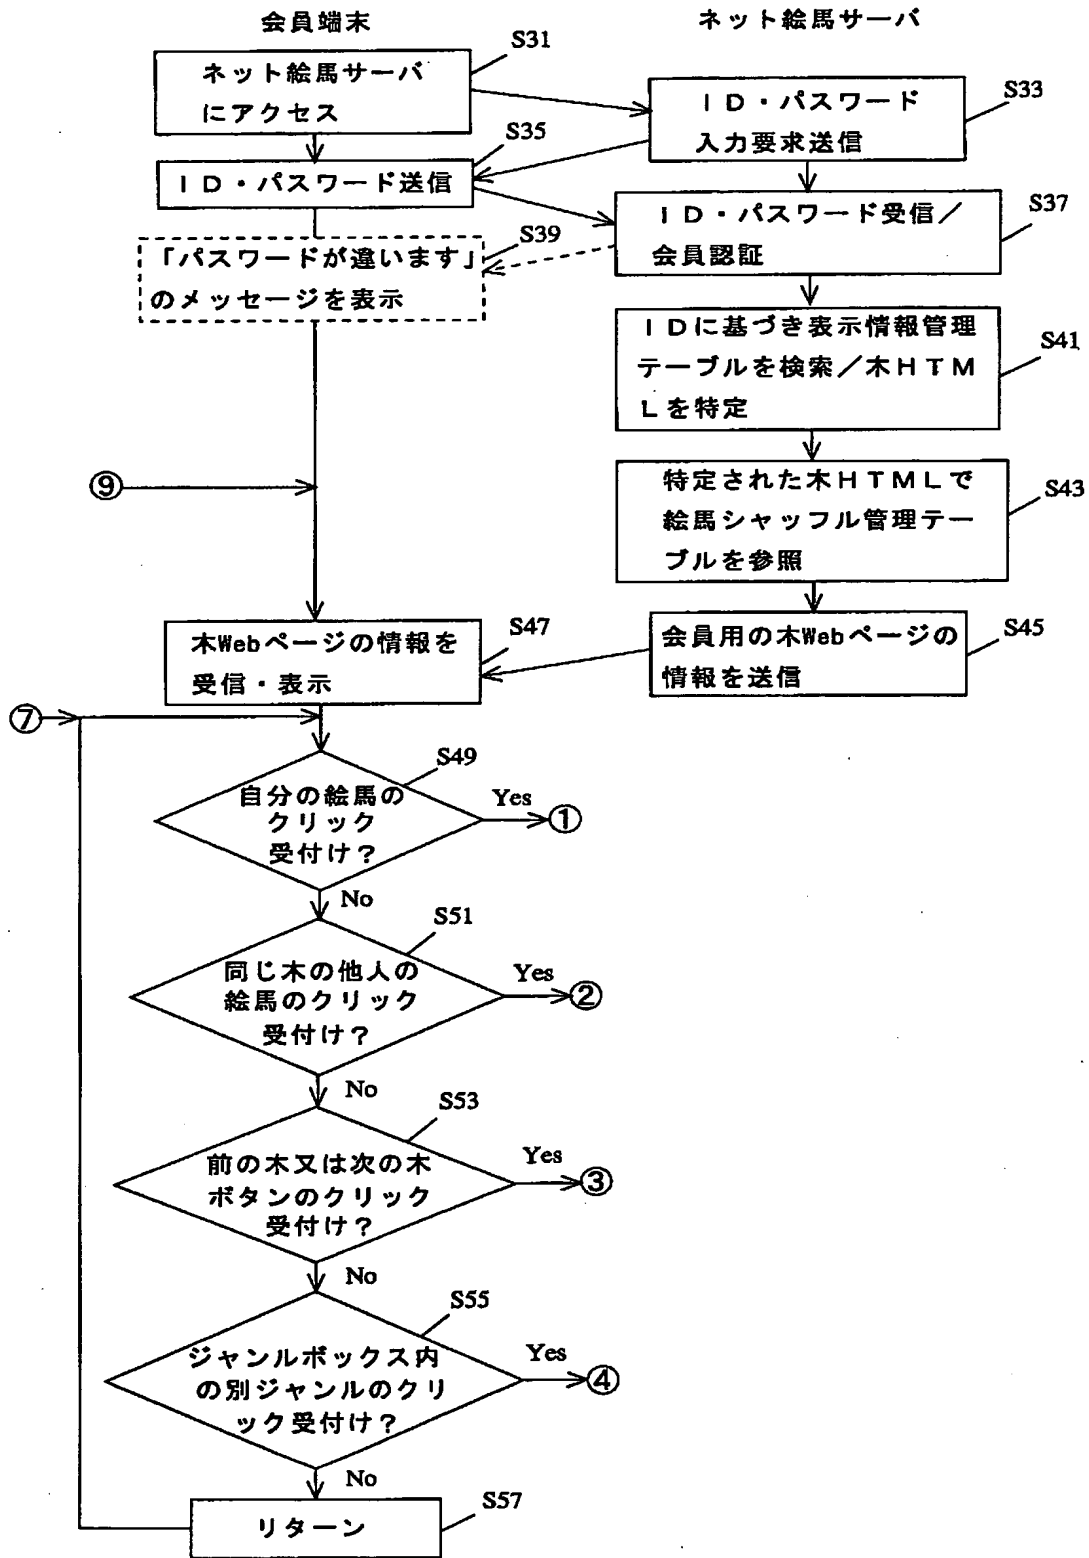 会員端末
ネット絵馬サーバ
S31
ネット絵馬サーバ
にアクセス
S33
ID・パスワード
入力要求送信
S35
ID・パスワード送信
S37
ID・パスワード受信/
会員認証
S39
「パスワードが違います」
のメッセージを表示
S41
IDに基づき表示情報管理
テーブルを検索/木HTM
Lを特定
⑨
S43
特定された木HTMLで
絵馬シャッフル管理テー
ブルを参照
S47
木Webページの情報を
受信・表示
S45
会員用の木Webページの
情報を送信
⑦
S49
自分の絵馬の
クリック
受付け?
Yes
①
No
S51
同じ木の他人の
絵馬のクリック
受付け?
Yes
②
No
S53
前の木又は次の木
ボタンのクリック
受付け?
Yes
③
No
S55
ジャンルボックス内
の別ジャンルのクリ
ック受付け?
Yes
④
No
S57
リターン